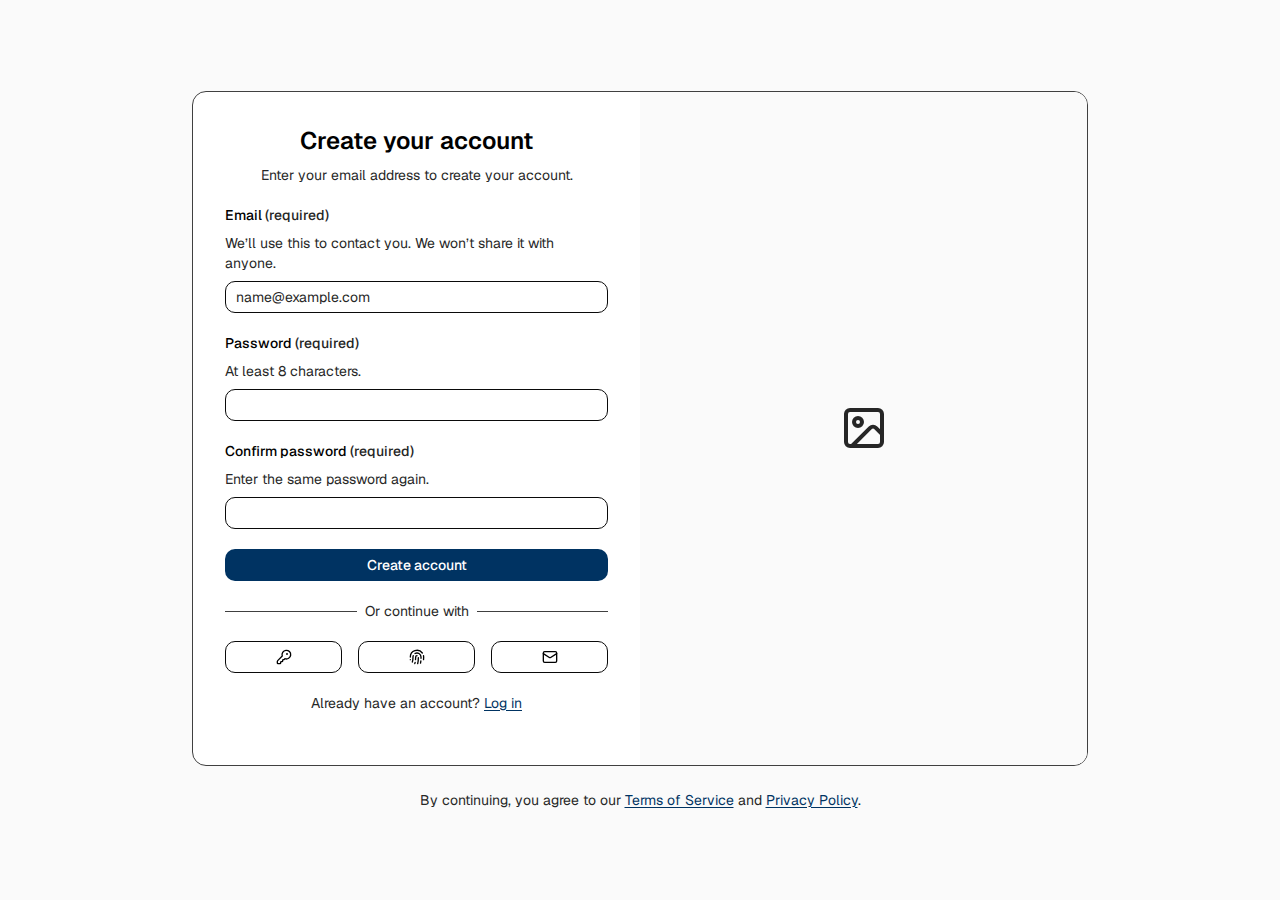 Create your account
Enter your email address to create your account.
Email (required)
We’ll use this to contact you. We won’t share it with
anyone.
name@example.com
Password (required)
At least 8 characters.
Confirm password (required)
Enter the same password again.
Create account
Or continue with
Already have an account? Log in
By continuing, you agree to our Terms of Service and Privacy Policy.